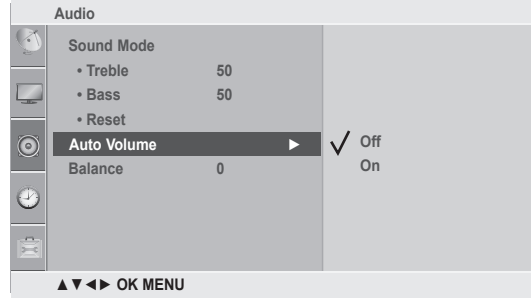 Audio
Sound Mode
• Treble 50
• Bass 50
• Reset
Auto Volume ► Off
Balance 0 On
▲▼◄► OK MENU